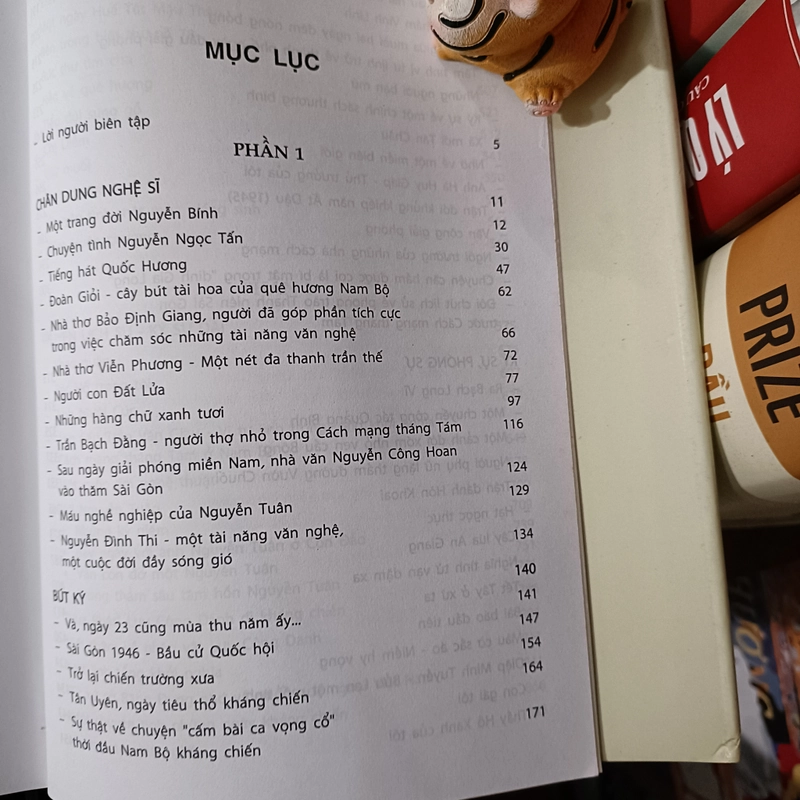 MỤC LỤC
- Lời người biên tập 5
PHẦN 1
CHÂN DUNG NGHỆ SĨ 11
- Một trang đời Nguyễn Bính 12
- Chuyện tình Nguyễn Ngọc Tấn 30
- Tiếng hát Quốc Hương 47
- Đoàn Giỏi - cây bút tài hoa của quê hương Nam Bộ 62
- Nhà thơ Bảo Định Giang, người đã góp phần tích cực
trong việc chăm sóc những tài năng văn nghệ 66
- Nhà thơ Viễn Phương - Một nét đa thanh trần thế 72
- Người con Đất Lửa 77
- Những hàng chữ xanh tươi 97
- Trần Bạch Đằng - người thợ nhỏ trong Cách mạng tháng Tám 116
- Sau ngày giải phóng miền Nam, nhà văn Nguyễn Công Hoan
vào thăm Sài Gòn 124
- Máu nghề nghiệp của Nguyễn Tuân 129
- Nguyễn Đình Thi - một tài năng văn nghệ,
một cuộc đời đầy sóng gió 134
BÚT KÝ 140
- Và, ngày 23 cũng mùa thu năm ấy... 141
- Sài Gòn 1946 - Bầu cử Quốc hội 147
- Trở lại chiến trường xưa 154
- Tân Uyên, ngày tiêu thổ kháng chiến 164
- Sự thật về chuyện "cấm bài ca vọng cổ"
thời đầu Nam Bộ kháng chiến 171
PRIZE